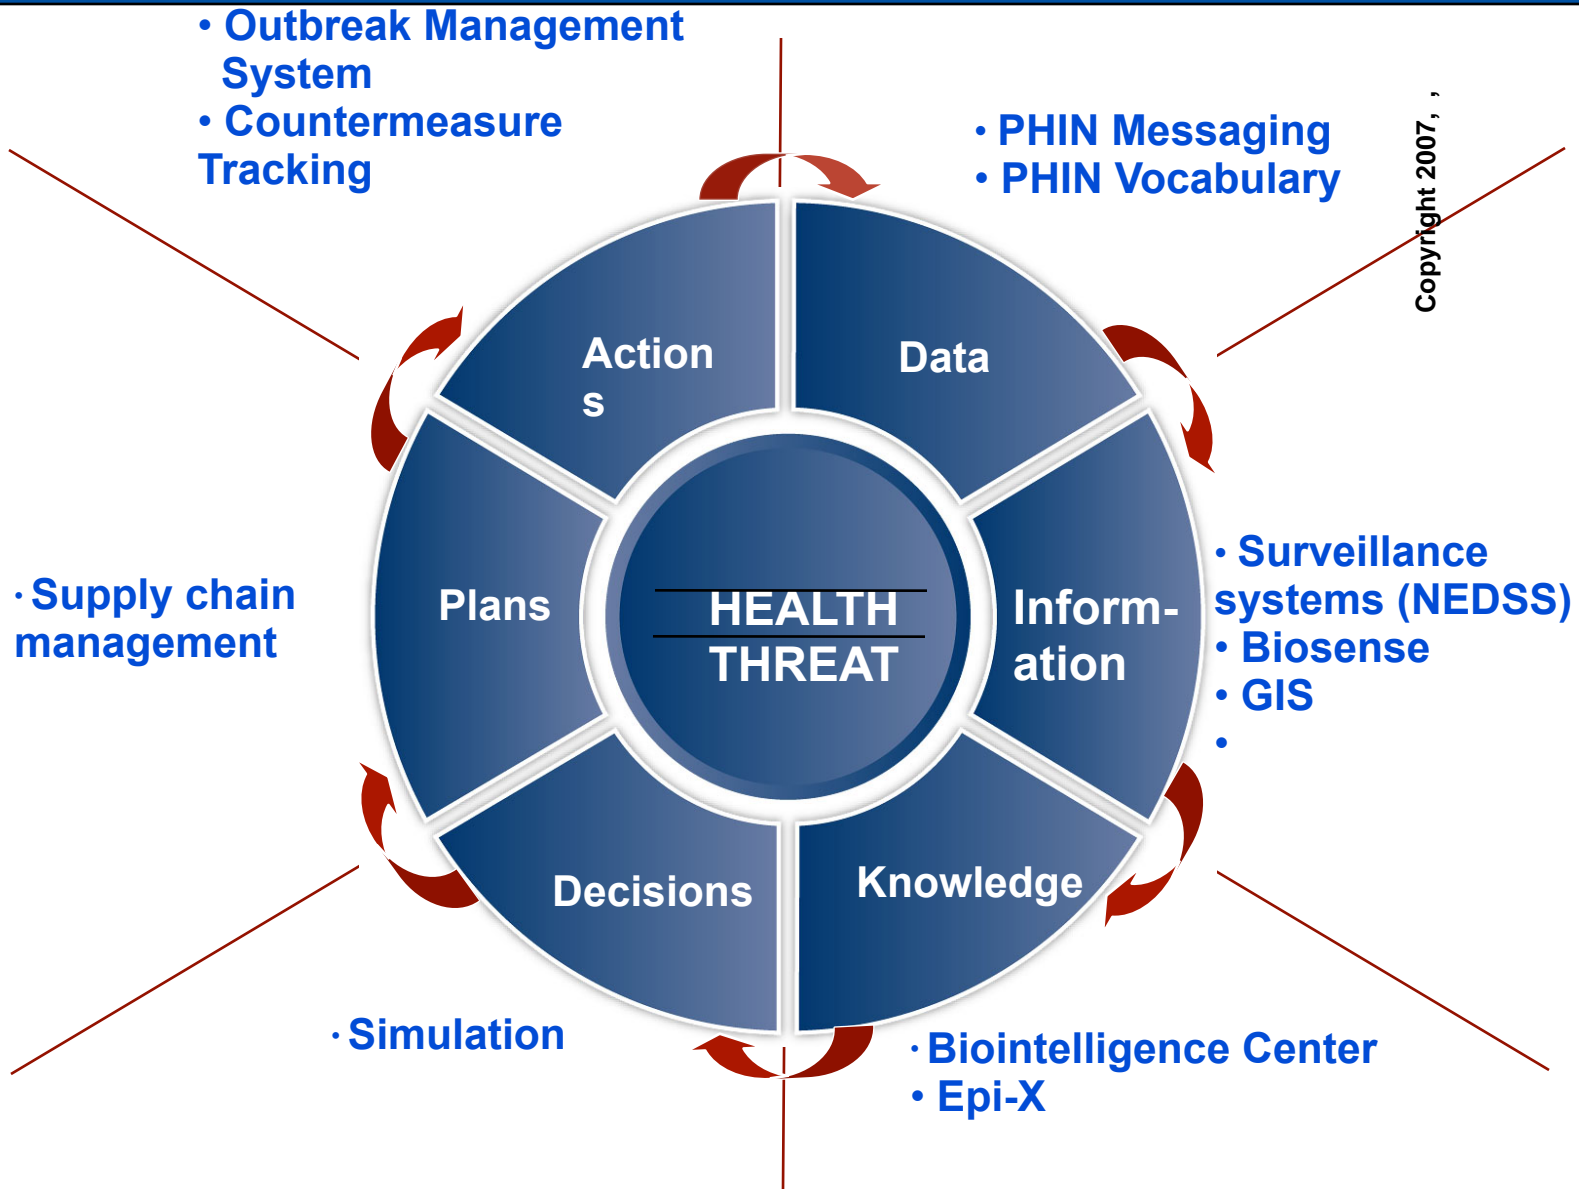 • Outbreak Management
System
• Countermeasure
Tracking
• PHIN Messaging
• PHIN Vocabulary
Copyright 2007, , ,
Action
s
Data
Plans
HEALTH
THREAT
Inform-
ation
• Supply chain
management
• Surveillance
systems (NEDSS)
• Biosense
• GIS
•
Decisions
Knowledge
• Simulation
• Biointelligence Center
• Epi-X